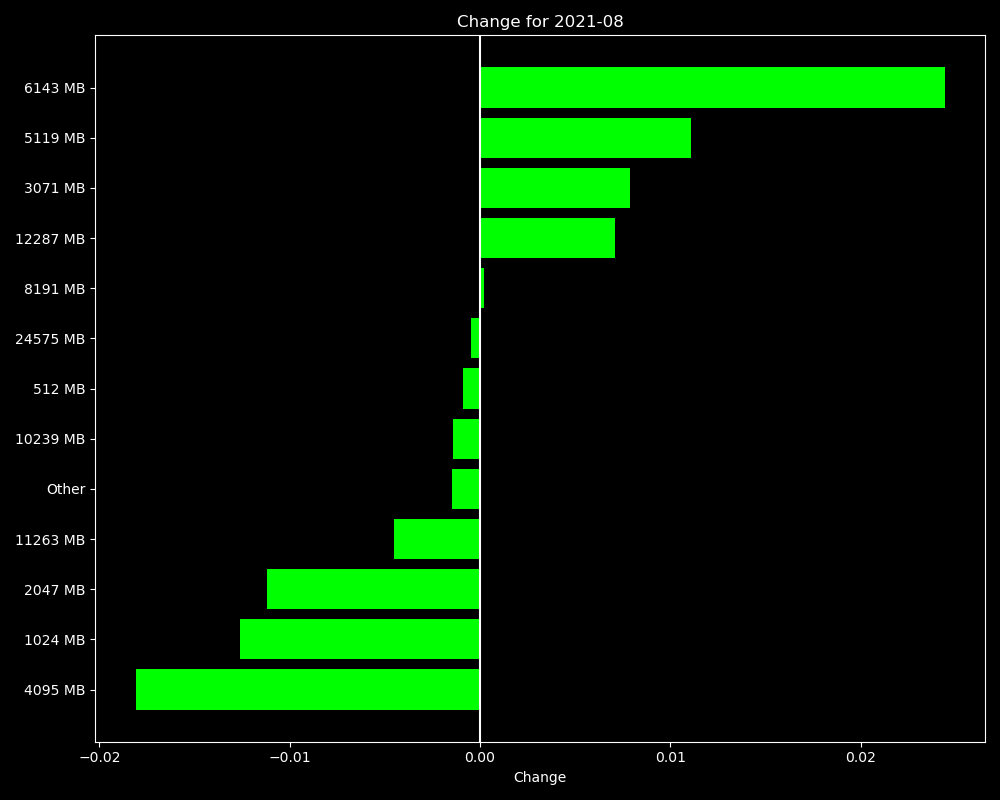 Change for 2021-08
6143 MB
5119 MB
3071 MB
12287 MB
8191 MB
24575 MB
512 MB
10239 MB
Other
11263 MB
2047 MB
1024 MB
4095 MB
−0.02 −0.01 0.00 0.01 0.02
Change